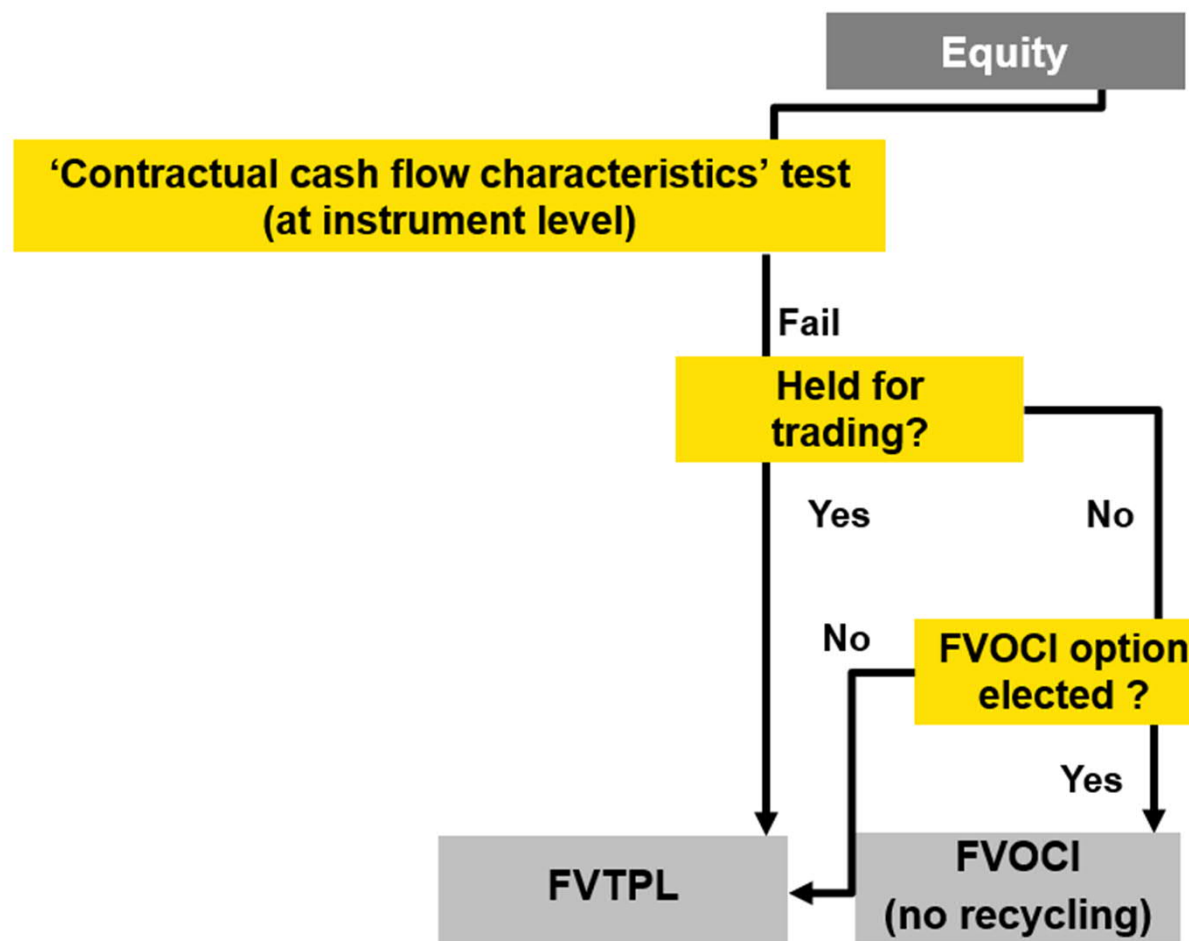 Equity
‘Contractual cash flow characteristics’ test
(at instrument level)
Fail
Held for
trading?
Yes
No
No
FVOCI option
elected ?
Yes
FVTPL
FVOCI
(no recycling)